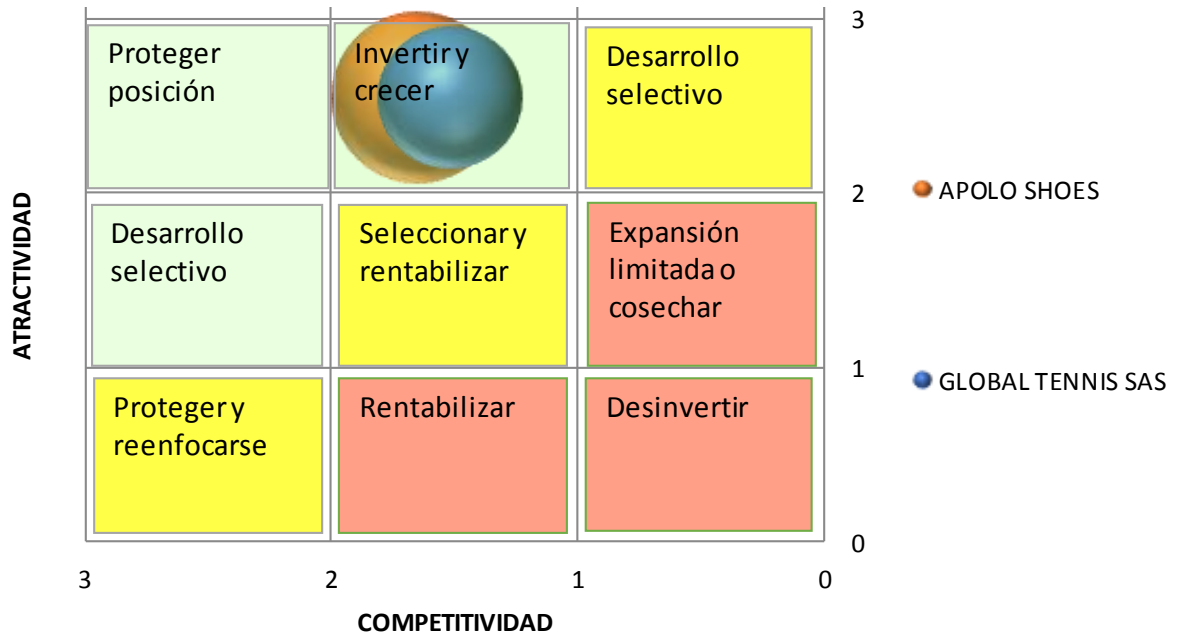 3
Proteger
posición
Invertir y
crecer
Desarrollo
selectivo
2
APOLO SHOES
ATRACTIVIDAD
Desarrollo
selectivo
Seleccionar y
rentabilizar
Expansión
limitada o
cosechar
1
GLOBAL TENNIS SAS
Proteger y
reenfocarse
Rentabilizar
Desinvertir
0
3
2
1
0
COMPETITIVIDAD